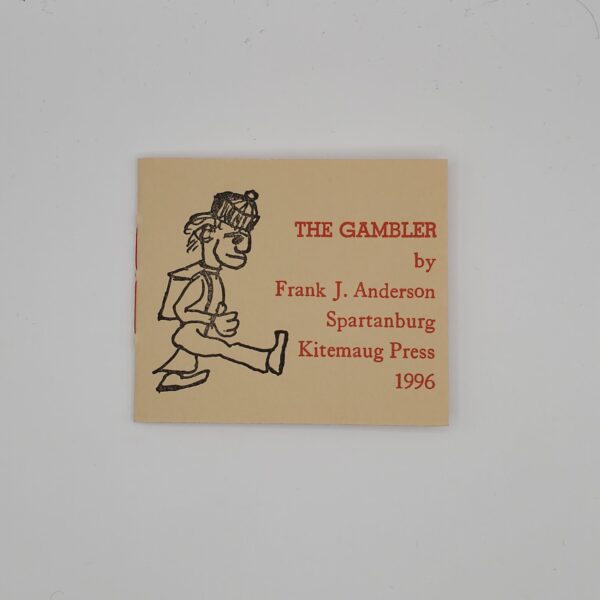 THE GAMBLER
by
Frank J. Anderson
Spartanburg
Kitemaug Press
1996